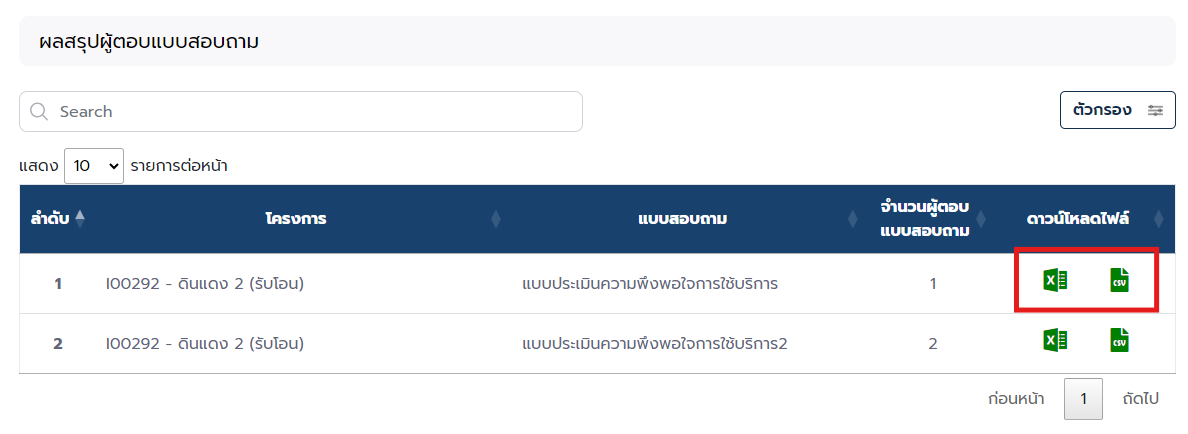 ผลสรุปผู้ตอบแบบสอบถาม
Search
ตัวกรอง
แสดง 10 รายการต่อหน้า
ลำดับ โครงการ แบบสอบถาม จำนวนผู้ตอบ ดาวน์โหลดไฟล์
แบบสอบถาม
1 I00292 - ดินแดง 2 (รับโอน) แบบประเมินความพึงพอใจการใช้บริการ 1 X CSV
2 I00292 - ดินแดง 2 (รับโอน) แบบประเมินความพึงพอใจการใช้บริการ2 2 X CSV
ก่อนหน้า 1 ถัดไป